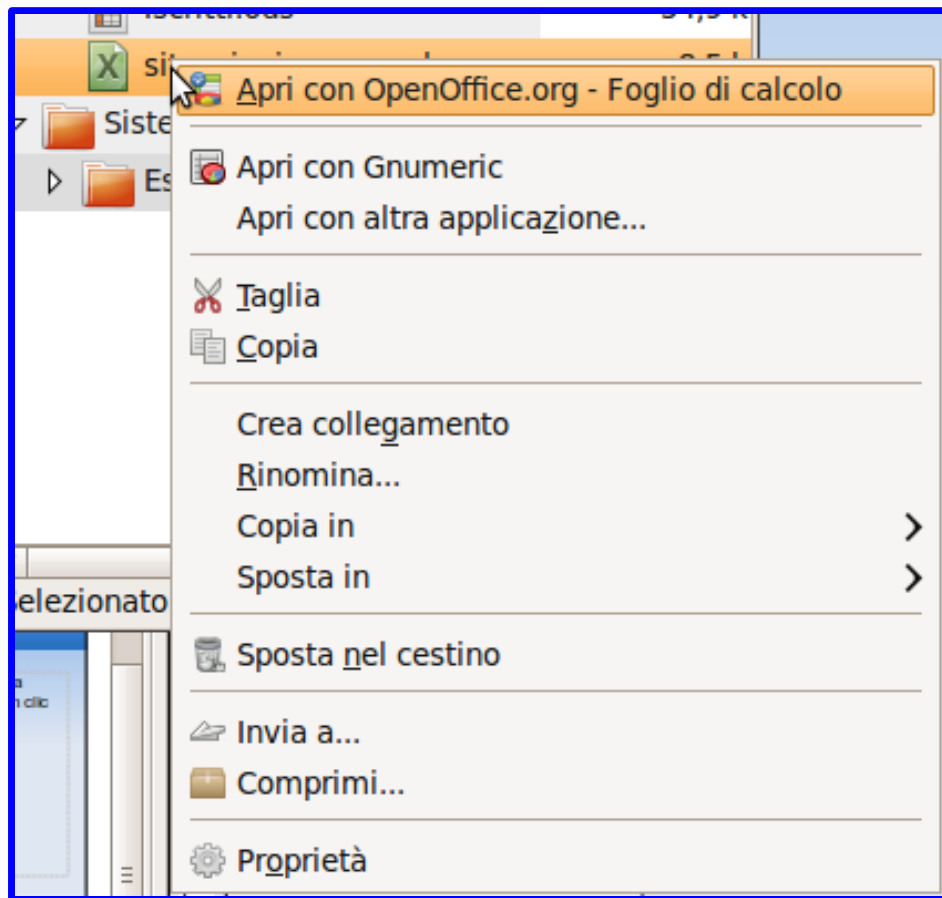 Apri con OpenOffice.org - Foglio di calcolo
Siste
Apri con Gnumeric
Es
Apri con altra applicazione...
Taglia
Copia
Crea collegamento
Rinomina...
Copia in
Sposta in
elezionato
Sposta nel cestino
clic
Invia a...
Comprimi...
Proprietà